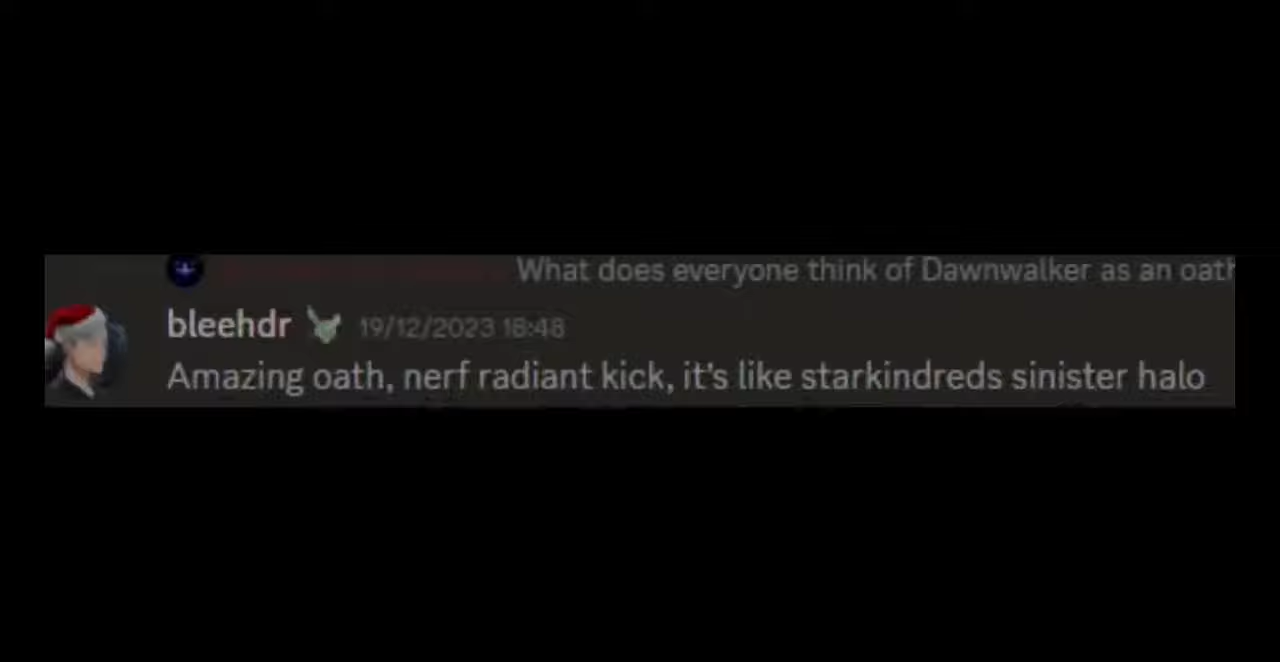 What does everyone think of Dawnwalker as an oath
bleehdr 19/12/2023 18:48
Amazing oath, nerf radiant kick, it's like starkindreds sinister halo